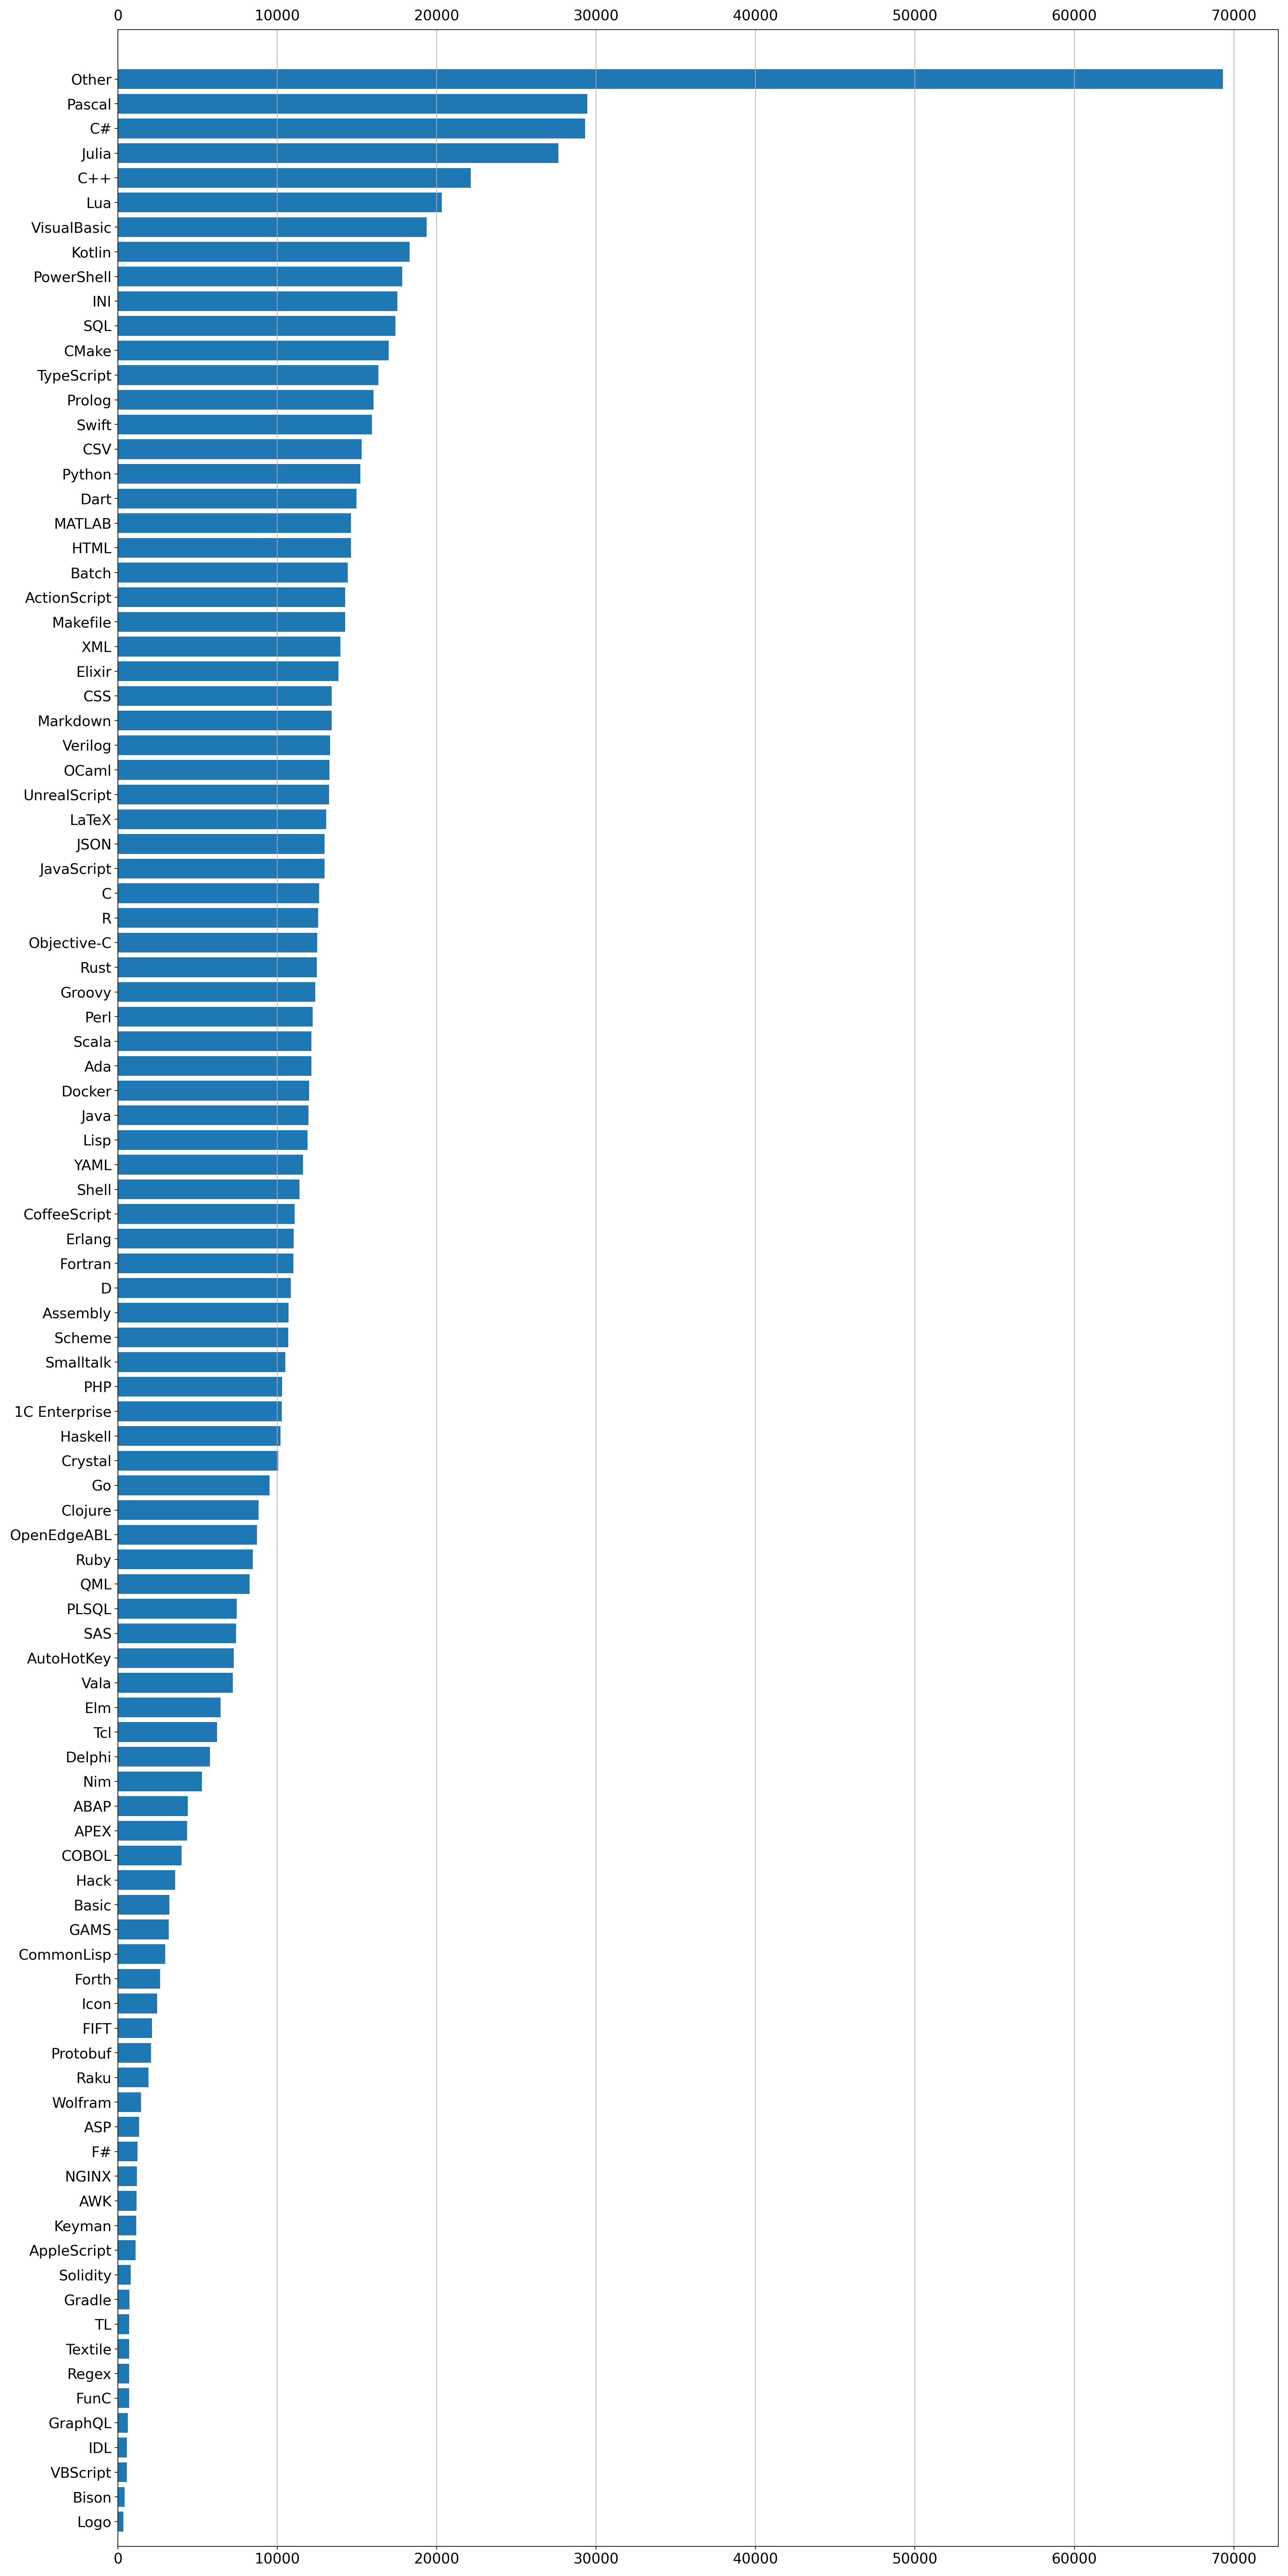 0 10000 20000 30000 40000 50000 60000 70000
Other
Pascal
C#
Julia
C++
Lua
VisualBasic
Kotlin
PowerShell
INI
SQL
CMake
TypeScript
Prolog
Swift
CSV
Python
Dart
MATLAB
HTML
Batch
ActionScript
Makefile
XML
Elixir
CSS
Markdown
Verilog
OCaml
UnrealScript
LaTeX
JSON
JavaScript
C
R
Objective-C
Rust
Groovy
Perl
Scala
Ada
Docker
Java
Lisp
YAML
Shell
CoffeeScript
Erlang
Fortran
D
Assembly
Scheme
Smalltalk
PHP
1C Enterprise
Haskell
Crystal
Go
Clojure
OpenEdgeABL
Ruby
QML
PLSQL
SAS
AutoHotKey
Vala
Elm
Tcl
Delphi
Nim
ABAP
APEX
COBOL
Hack
Basic
GAMS
CommonLisp
Forth
Icon
FIFT
Protobuf
Raku
Wolfram
ASP
F#
NGINX
AWK
Keyman
AppleScript
Solidity
Gradle
TL
Textile
Regex
FunC
GraphQL
IDL
VBScript
Bison
Logo
0 10000 20000 30000 40000 50000 60000 70000